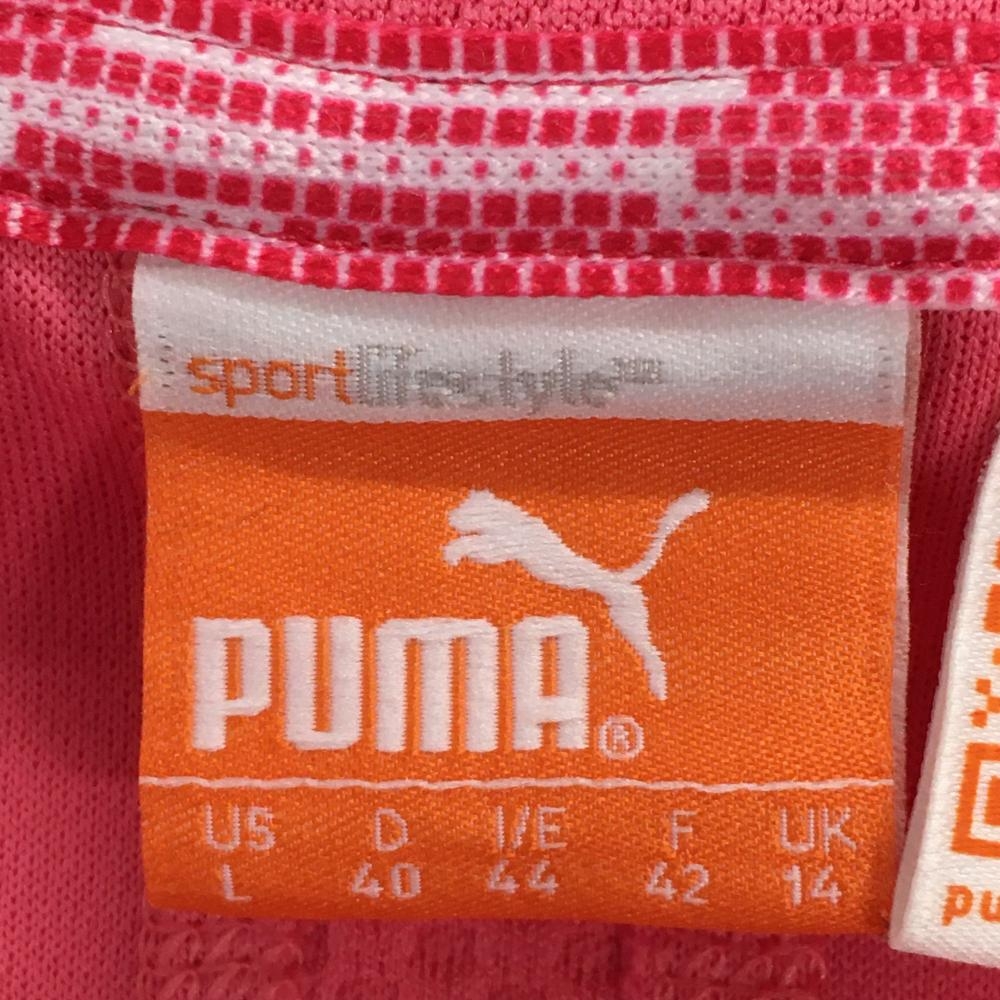 sportlifestyle™
PUMA®
US D I/E F UK
L 40 44 42 14
pu